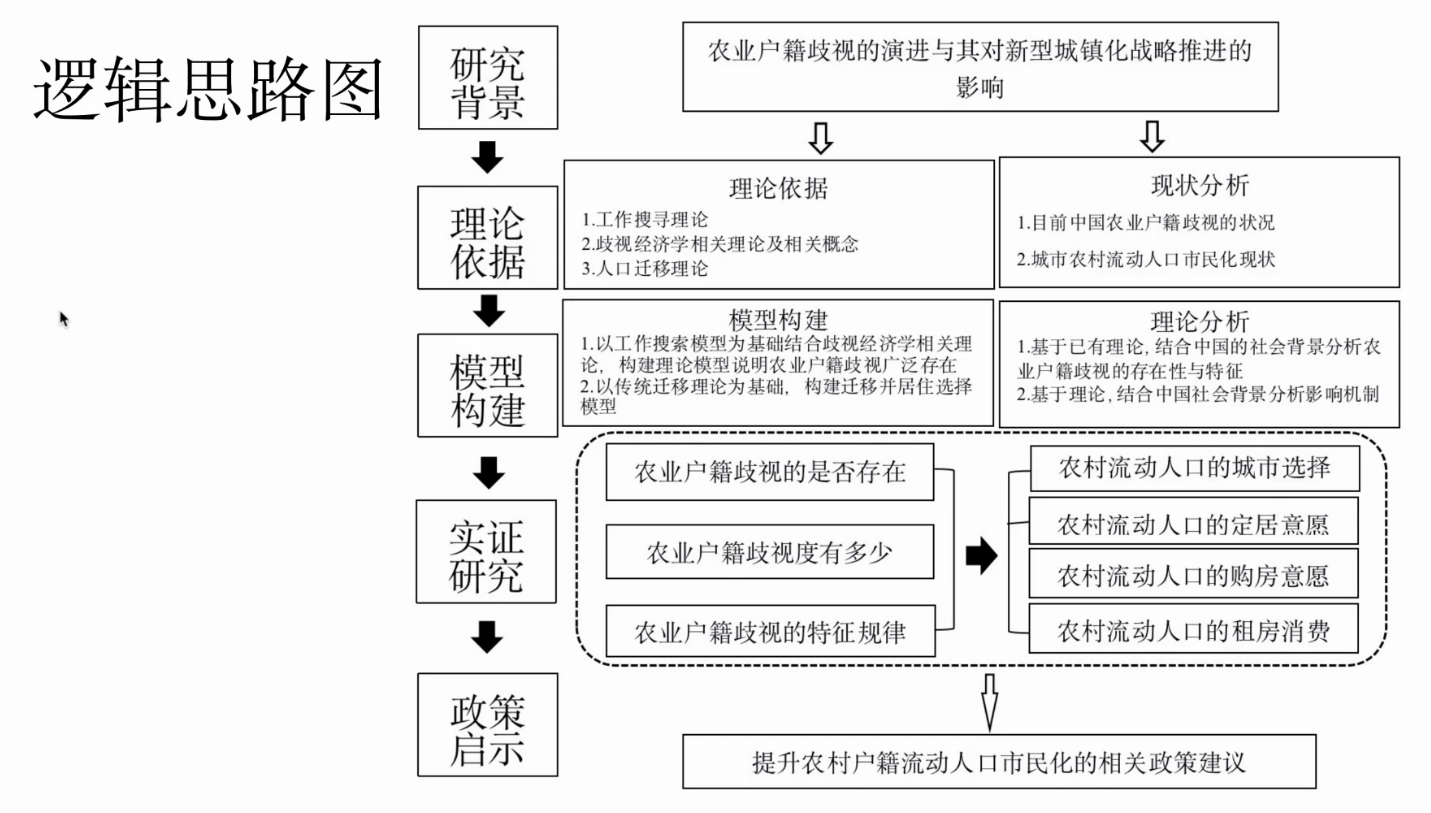 逻辑思路图
研究
背景
农业户籍歧视的演进与其对新型城镇化战略推进的
影响
理论
依据
理论依据
1.工作搜寻理论
2.歧视经济学相关理论及相关概念
3.人口迁移理论
现状分析
1.目前中国农业户籍歧视的状况
2.城市农村流动人口市民化现状
模型
构建
模型构建
1.以工作搜索模型为基础结合歧视经济学相关理
论，构建理论模型说明农业户籍歧视广泛存在
2.以传统迁移理论为基础，构建迁移并居住选择
模型
理论分析
1.基于已有理论,结合中国的社会背景分析农
业户籍歧视的存在性与特征
2.基于理论,结合中国社会背景分析影响机制
实证
研究
农业户籍歧视的是否存在
农业户籍歧视度有多少
农业户籍歧视的特征规律
农村流动人口的城市选择
农村流动人口的定居意愿
农村流动人口的购房意愿
农村流动人口的租房消费
政策
启示
提升农村户籍流动人口市民化的相关政策建议